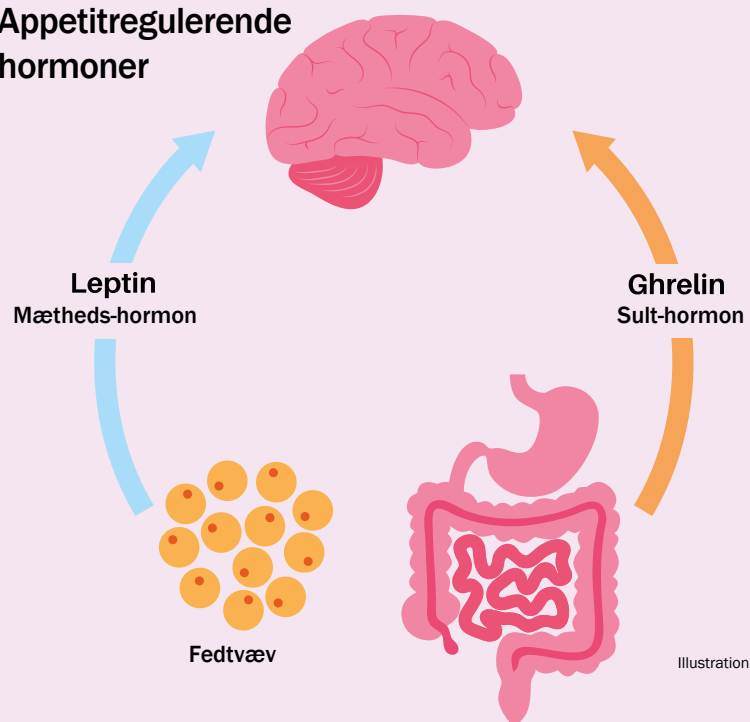 Appetitregulerende
hormoner
Leptin
Mætheds-hormon
Ghrelin
Sult-hormon
Fedtvæv
Illustration